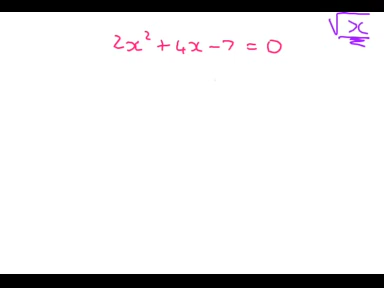 √x
2x² + 4x - 7 = 0